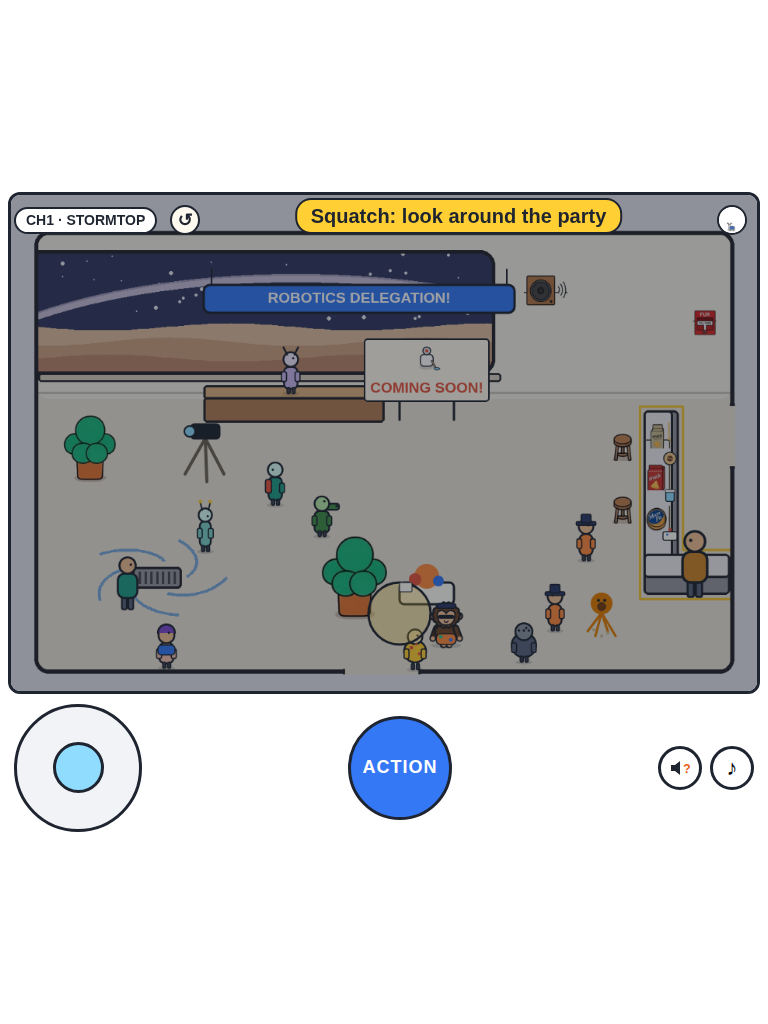 CH1 · STORMTOP
Squatch: look around the party
ROBOTICS DELEGATION!
COMING SOON!
ACTION
?